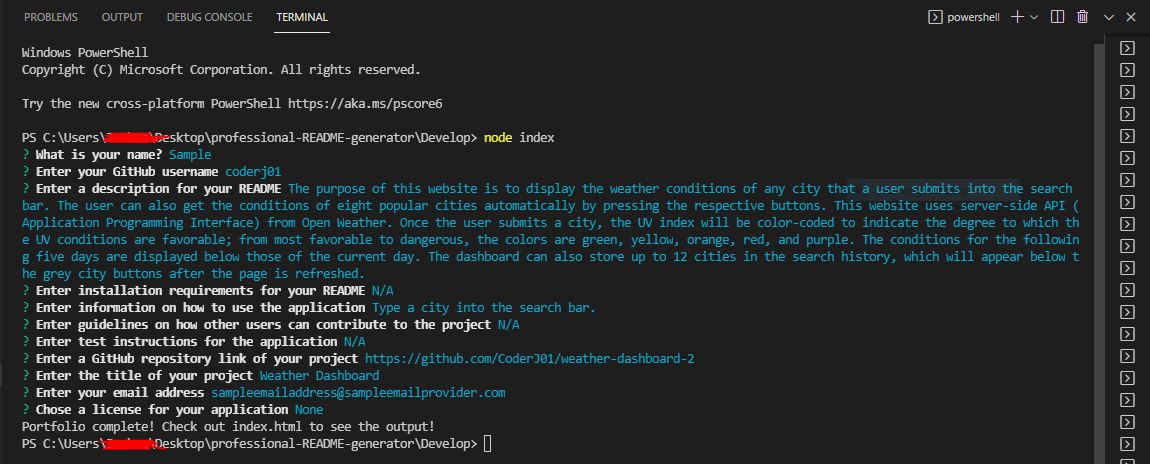 PROBLEMS OUTPUT DEBUG CONSOLE TERMINAL powershell
Windows PowerShell
Copyright (C) Microsoft Corporation. All rights reserved.
Try the new cross-platform PowerShell https://aka.ms/pscore6
PS C:\Users\ \Desktop\professional-README-generator\Develop> node index
? What is your name? Sample
? Enter your GitHub username coderj01
? Enter a description for your README The purpose of this website is to display the weather conditions of any city that a user submits into the search
bar. The user can also get the conditions of eight popular cities automatically by pressing the respective buttons. This website uses server-side API (
Application Programming Interface) from Open Weather. Once the user submits a city, the UV index will be color-coded to indicate the degree to which th
e UV conditions are favorable; from most favorable to dangerous, the colors are green, yellow, orange, red, and purple. The conditions for the followin
g five days are displayed below those of the current day. The dashboard can also store up to 12 cities in the search history, which will appear below t
he grey city buttons after the page is refreshed.
? Enter installation requirements for your README N/A
? Enter information on how to use the application Type a city into the search bar.
? Enter guidelines on how other users can contribute to the project N/A
? Enter test instructions for the application N/A
? Enter a GitHub repository link of your project https://github.com/CoderJ01/weather-dashboard-2
? Enter the title of your project Weather Dashboard
? Enter your email address sampleemailaddress@sampleemailprovider.com
? Chose a license for your application None
Portfolio complete! Check out index.html to see the output!
PS C:\Users\ \Desktop\professional-README-generator\Develop>